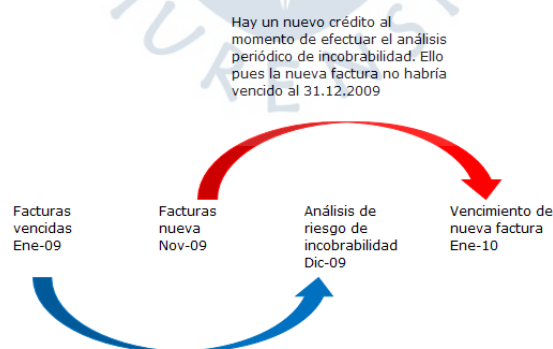 Hay un nuevo crédito al
momento de efectuar el análisis
periódico de incobrabilidad. Ello
pues la nueva factura no habría
vencido al 31.12.2009
Facturas
vencidas
Ene-09
Facturas
nueva
Nov-09
Análisis de
riesgo de
incobrabilidad
Dic-09
Vencimiento de
nueva factura
Ene-10